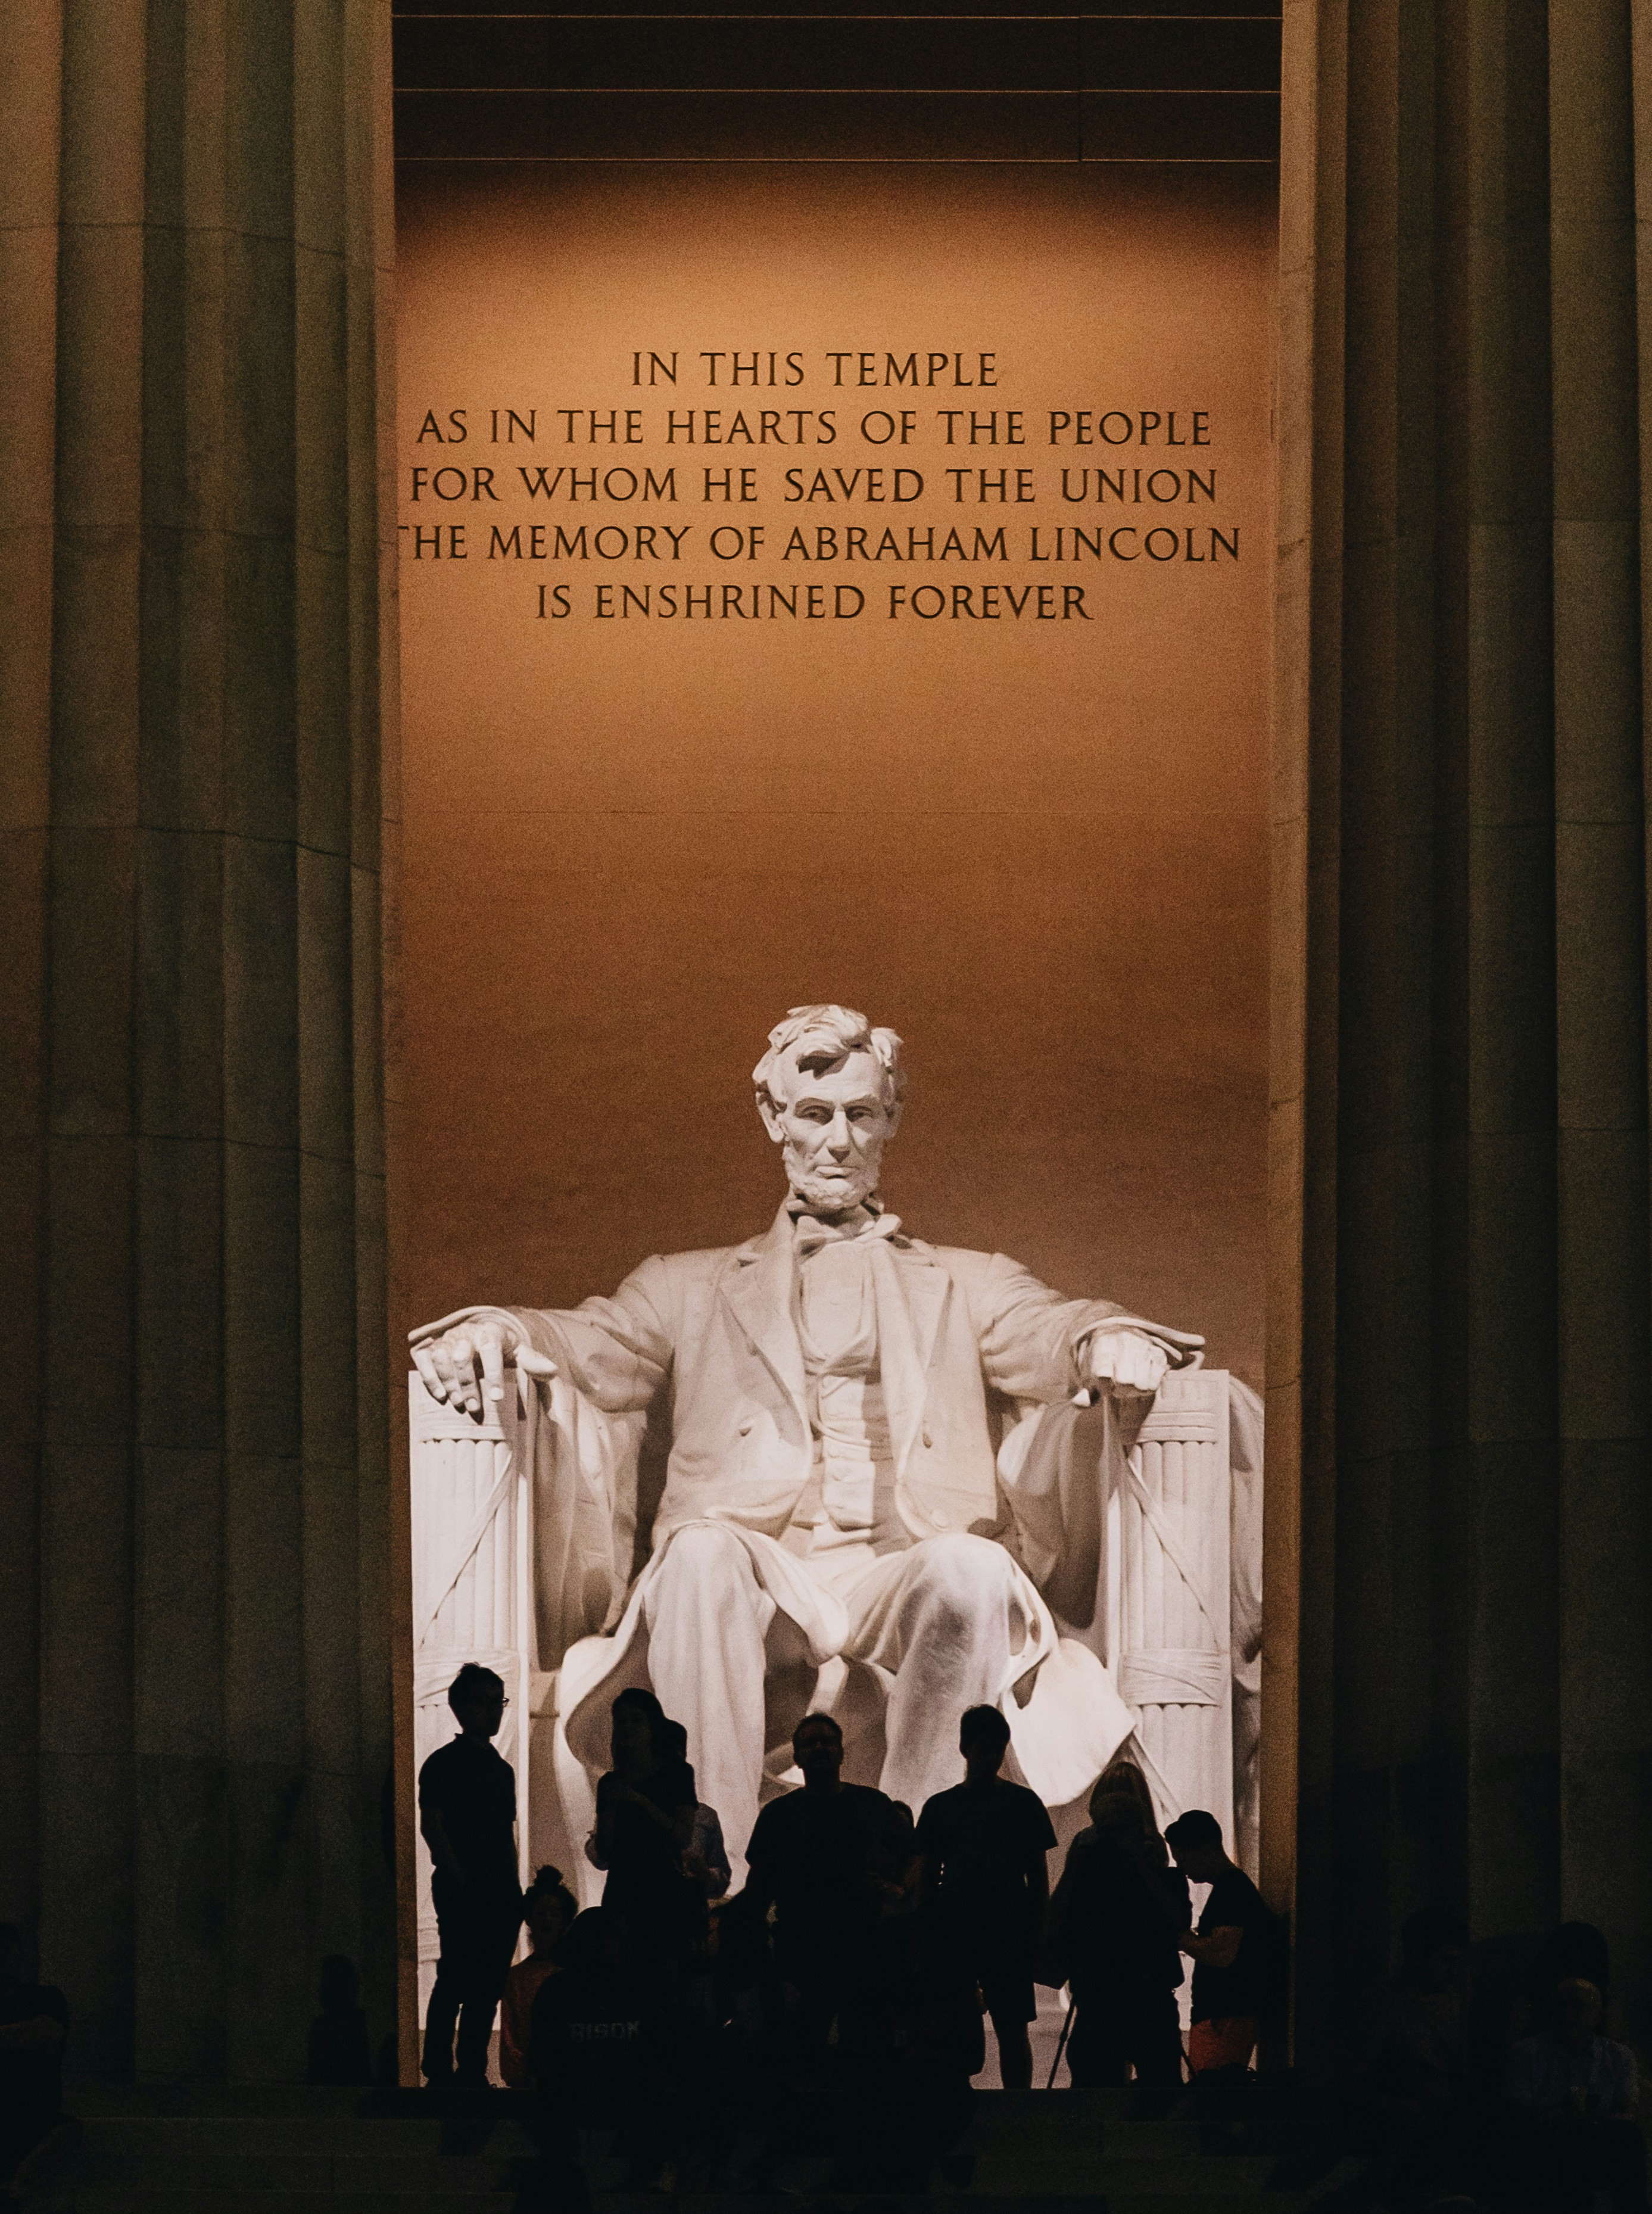 IN THIS TEMPLE
AS IN THE HEARTS OF THE PEOPLE
FOR WHOM HE SAVED THE UNION
THE MEMORY OF ABRAHAM LINCOLN
IS ENSHRINED FOREVER